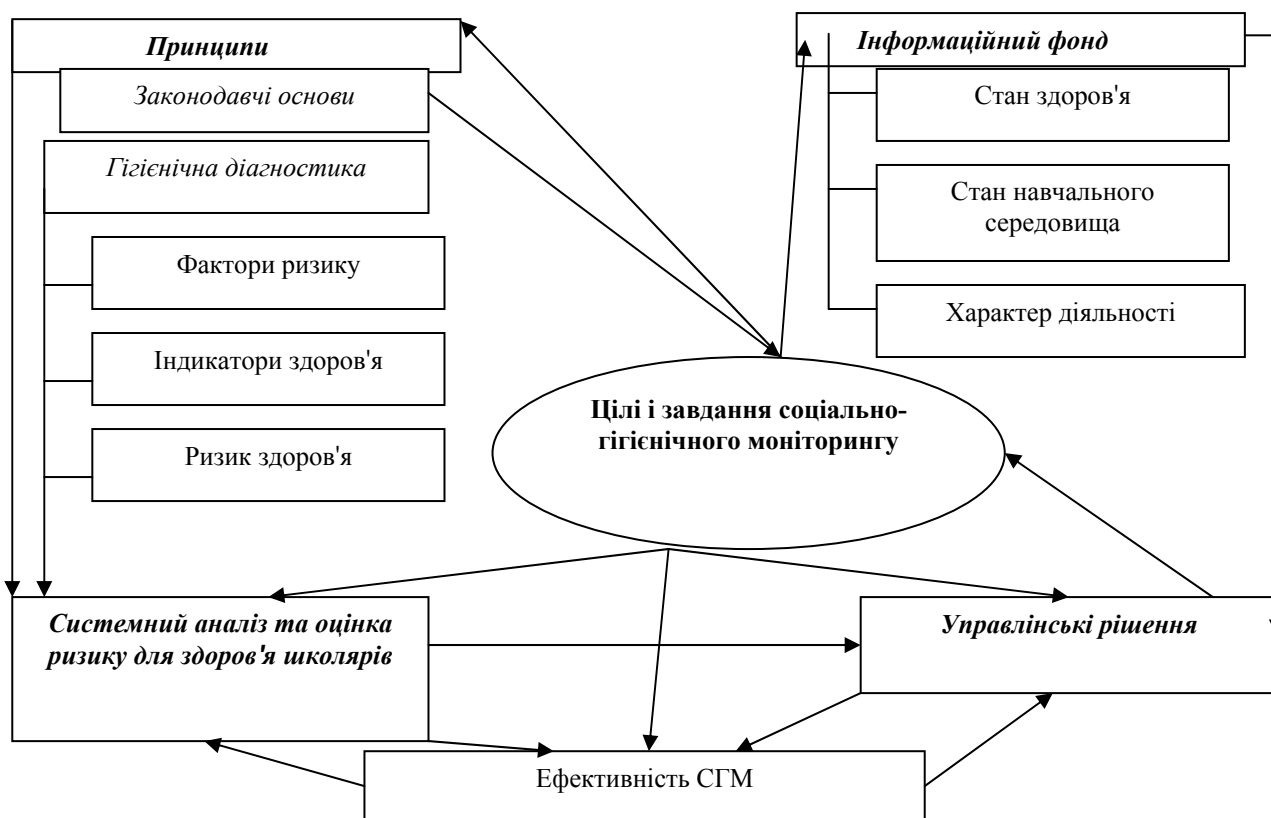 Принципи
Законодавчі основи
Гігієнічна діагностика
Фактори ризику
Індикатори здоров'я
Ризик здоров'я
Інформаційний фонд
Стан здоров'я
Стан навчального
середовища
Характер діяльності
Цілі і завдання соціально-
гігієнічного моніторингу
Системний аналіз та оцінка
ризику для здоров'я школярів
Управлінські рішення
Ефективність СГМ